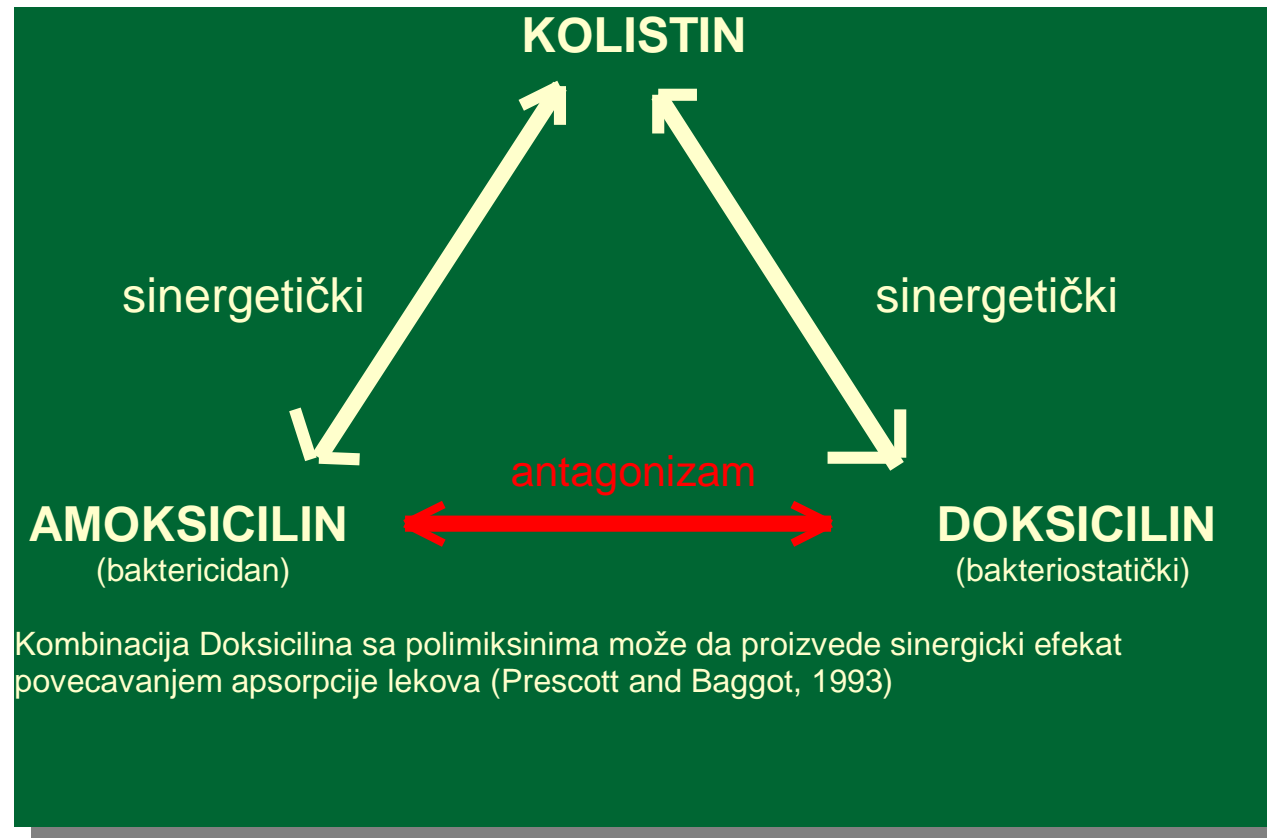 KOLISTIN
sinergetički
sinergetički
antagonizam
AMOKSICILIN
DOKSICILIN
(baktericidan)
(bakteriostatički)
Kombinacija Doksicilina sa polimiksinima može da proizvede sinergicki efekat
povecavanjem apsorpcije lekova (Prescott and Baggot, 1993)